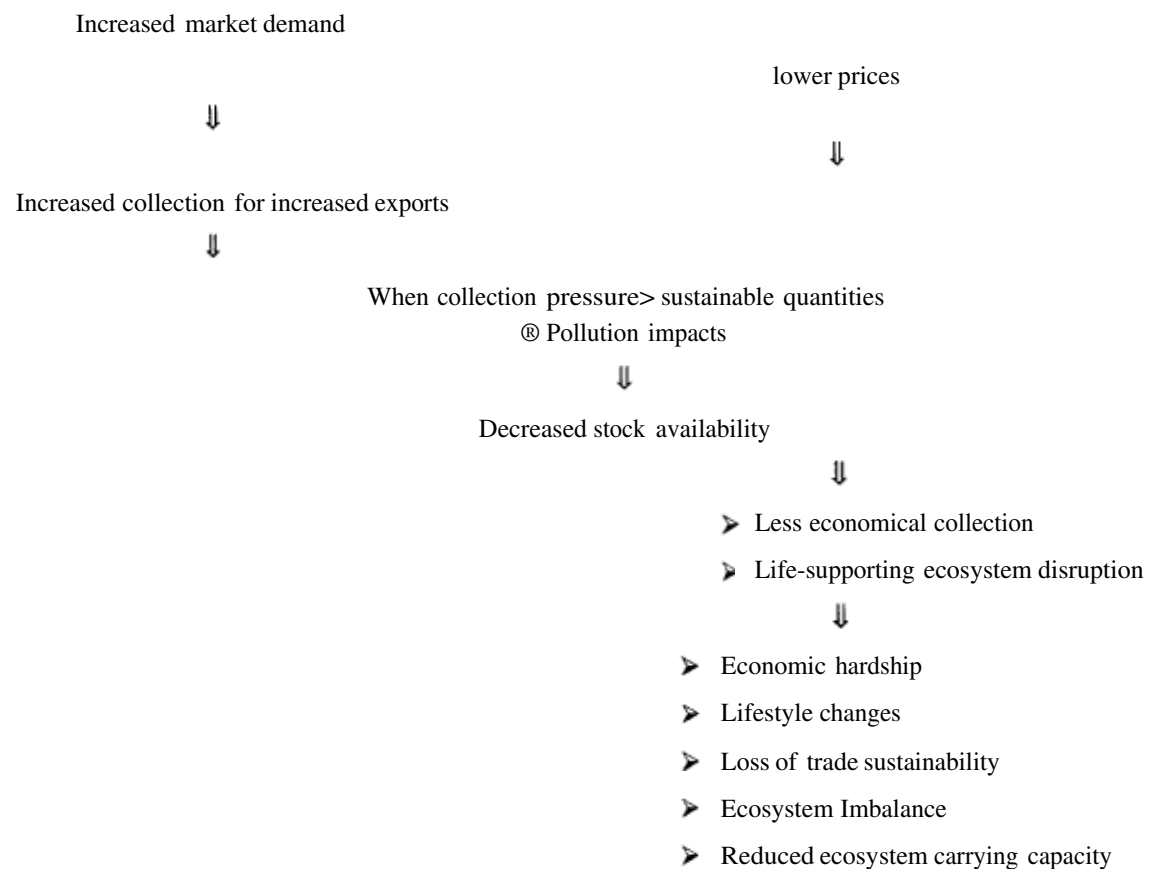 Increased market demand
lower prices
⇓
⇓
Increased collection for increased exports
⇓
When collection pressure> sustainable quantities
® Pollution impacts
⇓
Decreased stock availability
⇓
➢ Less economical collection
➢ Life-supporting ecosystem disruption
⇓
➢ Economic hardship
➢ Lifestyle changes
➢ Loss of trade sustainability
➢ Ecosystem Imbalance
➢ Reduced ecosystem carrying capacity